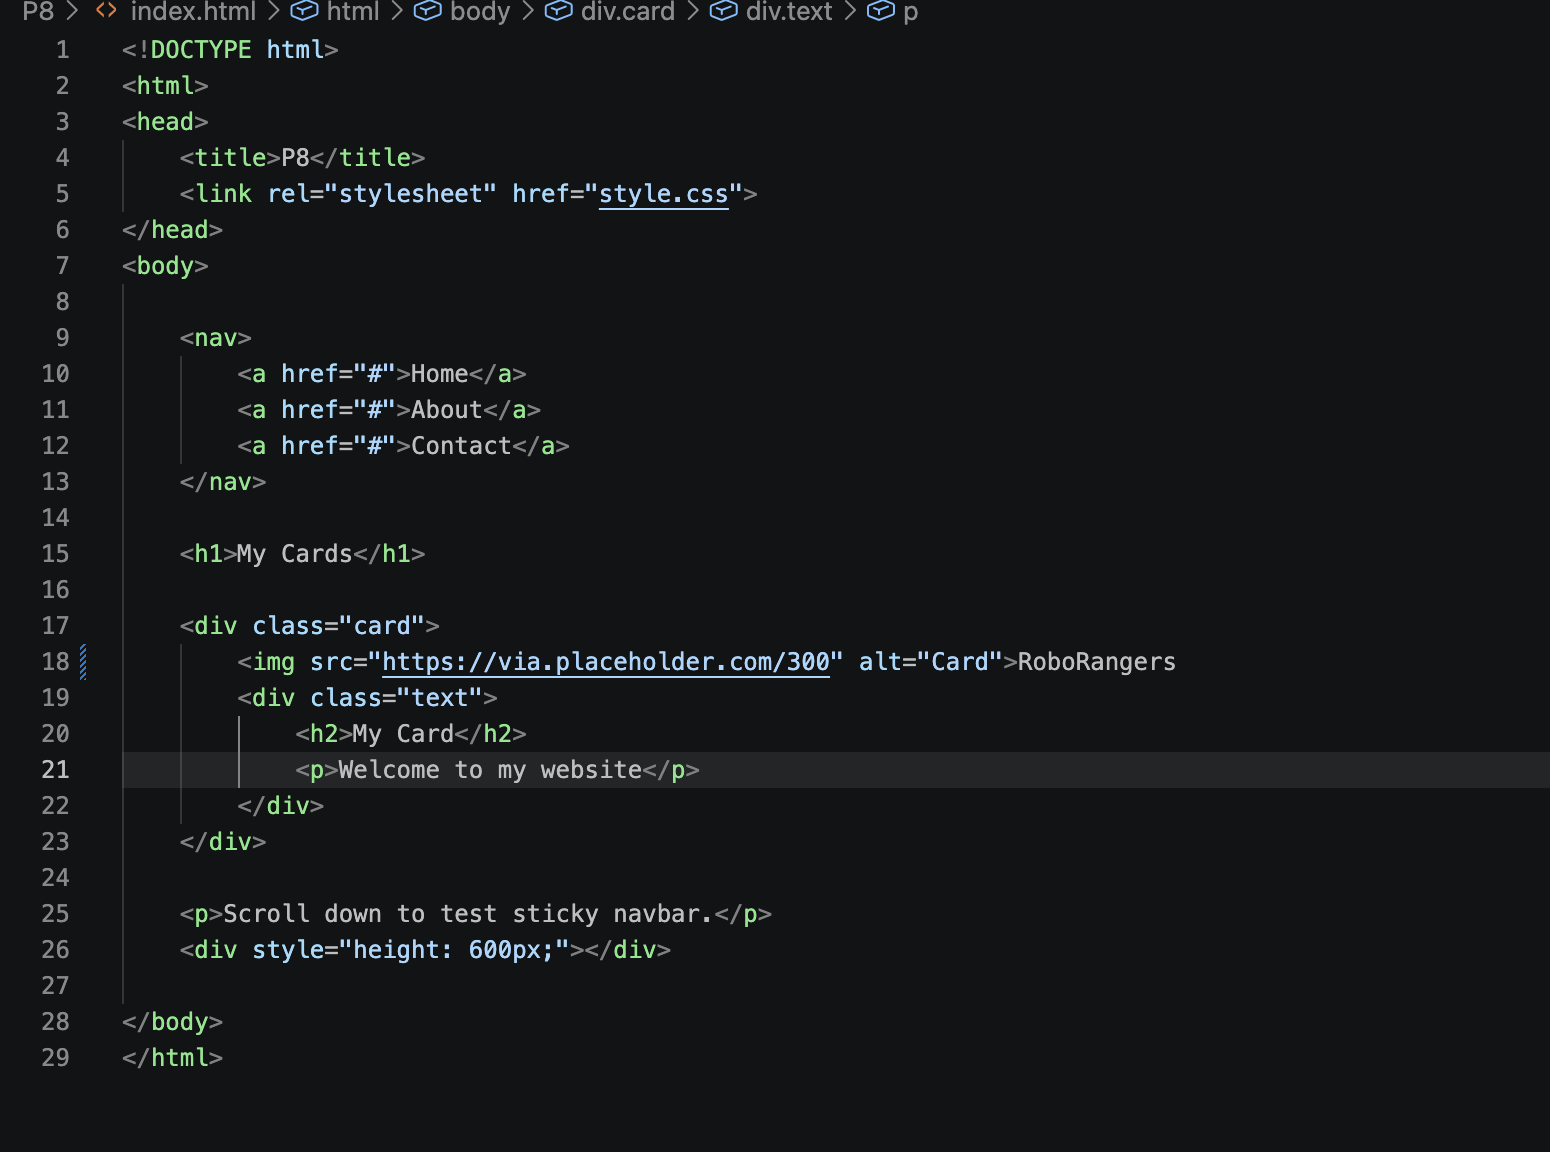 P8 > <> index.html > html > body > div.card > div.text > p
1 <!DOCTYPE html>
2 <html>
3 <head>
4     <title>P8</title>
5     <link rel="stylesheet" href="style.css">
6 </head>
7 <body>
8
9     <nav>
10         <a href="#">Home</a>
11         <a href="#">About</a>
12         <a href="#">Contact</a>
13     </nav>
14
15     <h1>My Cards</h1>
16
17     <div class="card">
18         <img src="https://via.placeholder.com/300" alt="Card">RoboRangers
19         <div class="text">
20             <h2>My Card</h2>
21             <p>Welcome to my website</p>
22         </div>
23     </div>
24
25     <p>Scroll down to test sticky navbar.</p>
26     <div style="height: 600px;"></div>
27
28 </body>
29 </html>